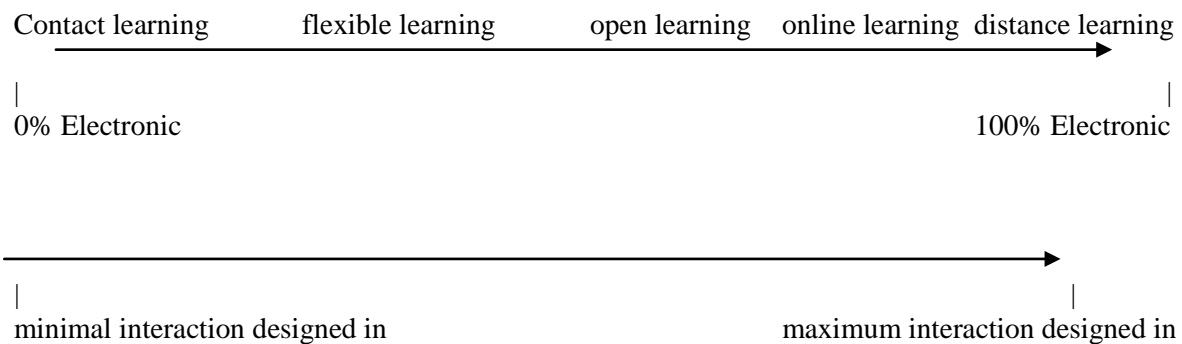 Contact learning flexible learning open learning online learning distance learning
| |
0% Electronic 100% Electronic
| |
minimal interaction designed in maximum interaction designed in